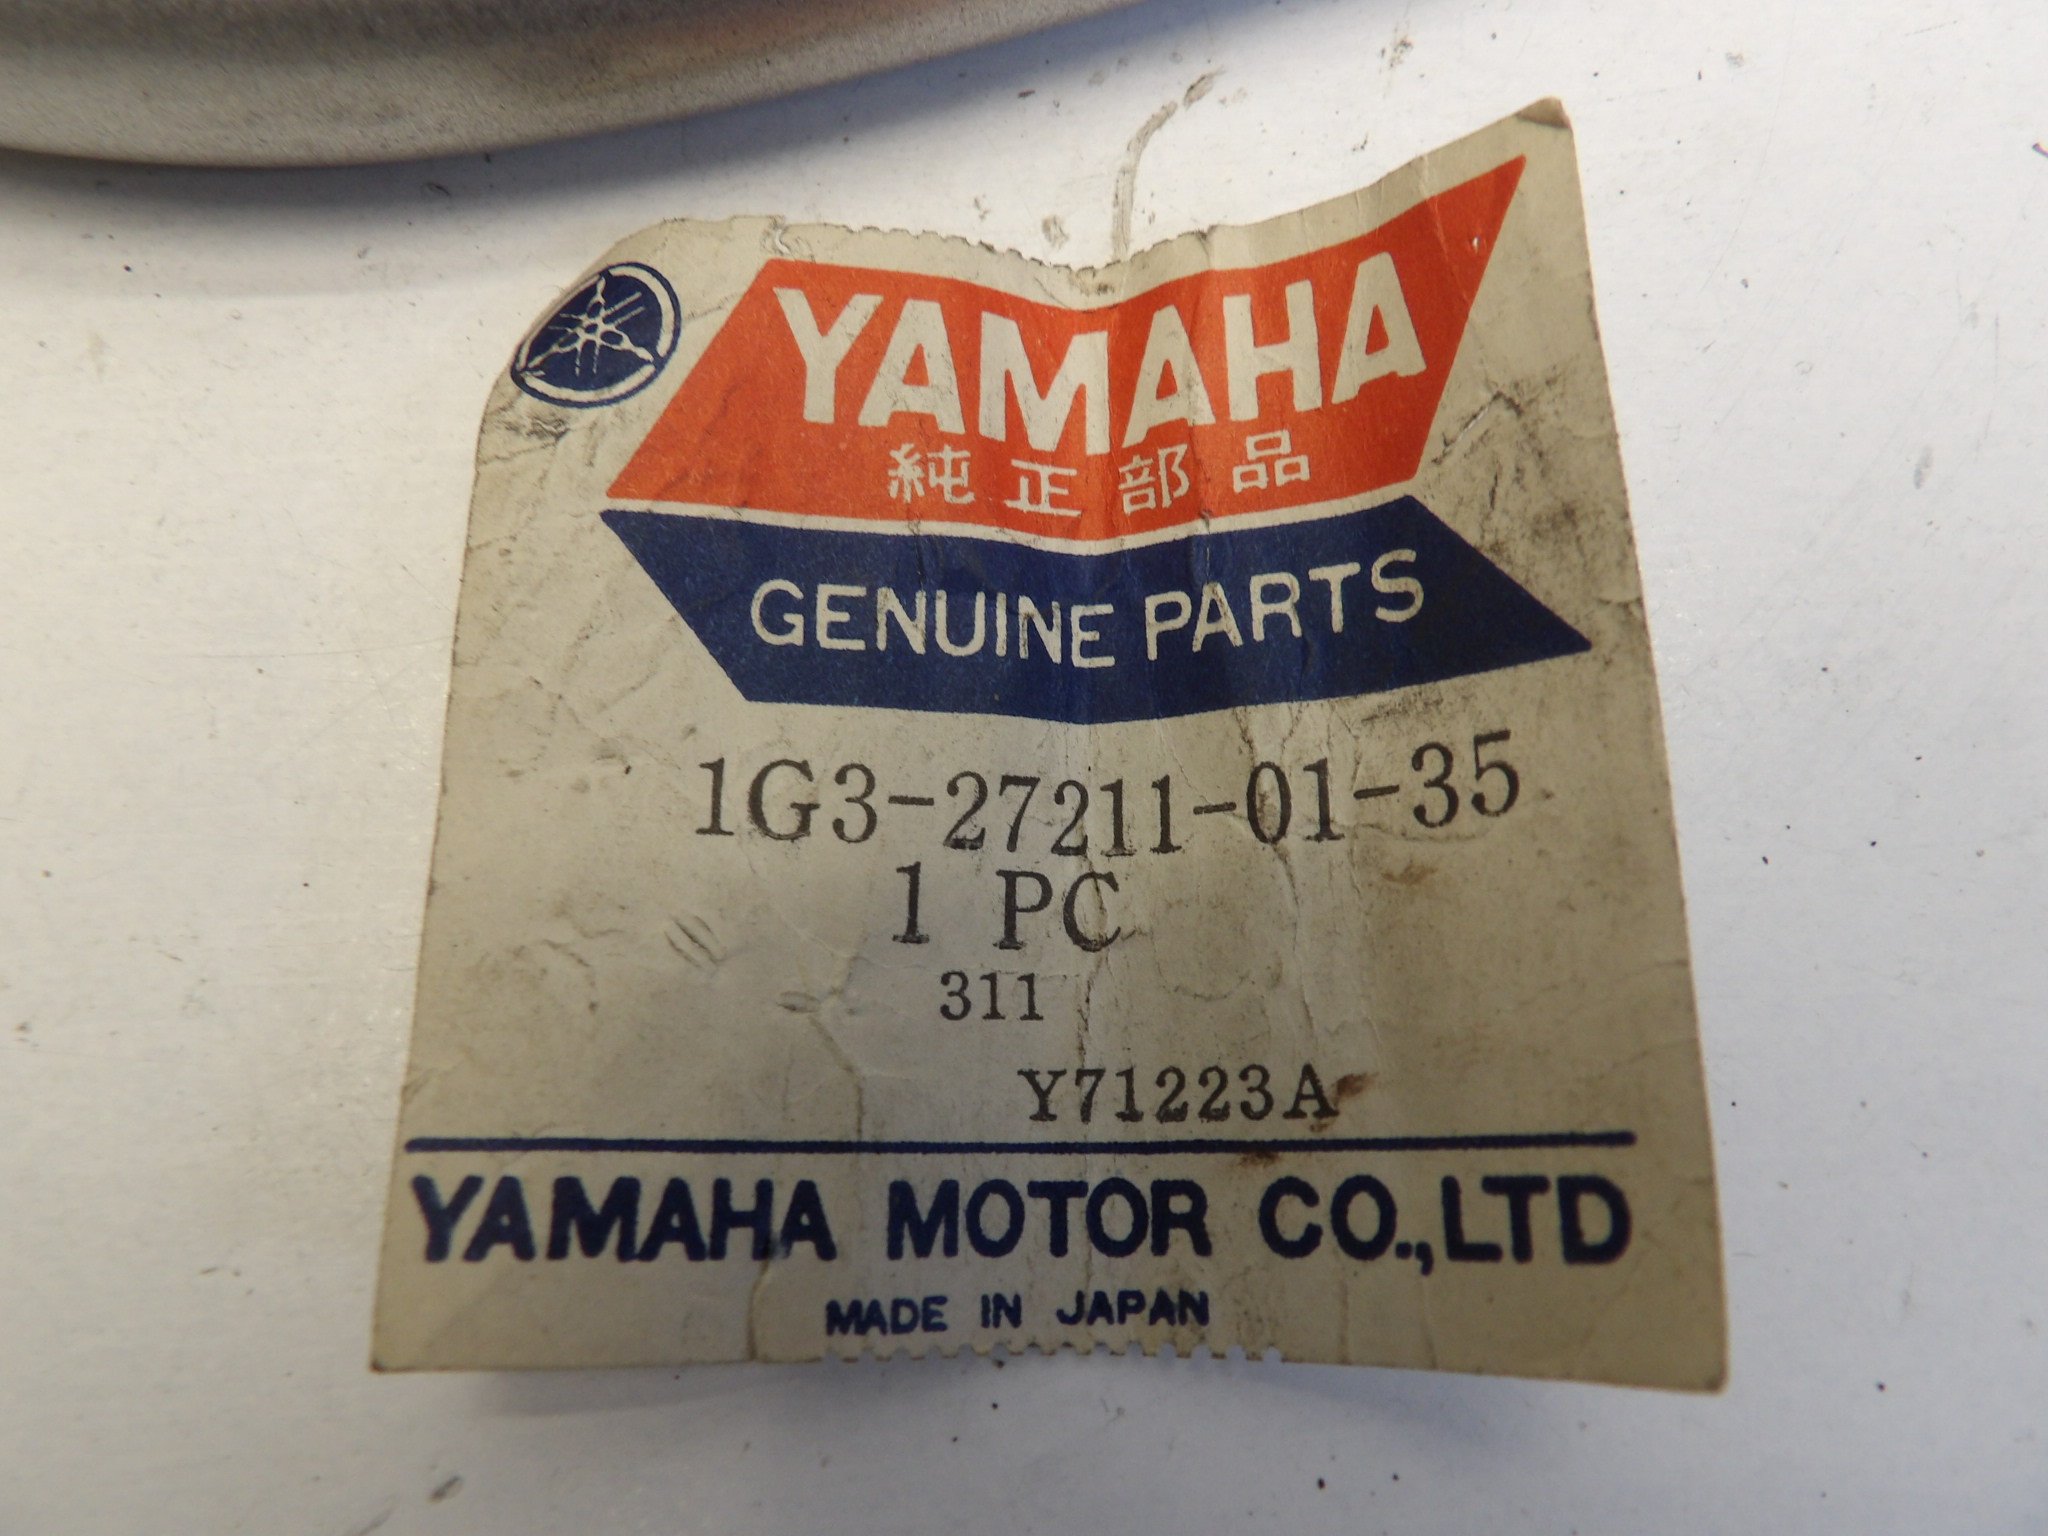 YAMAHA
純正部品
GENUINE PARTS
1G3-27211-01-35
1 PC
311
Y71223A
YAMAHA MOTOR CO.,LTD
MADE IN JAPAN